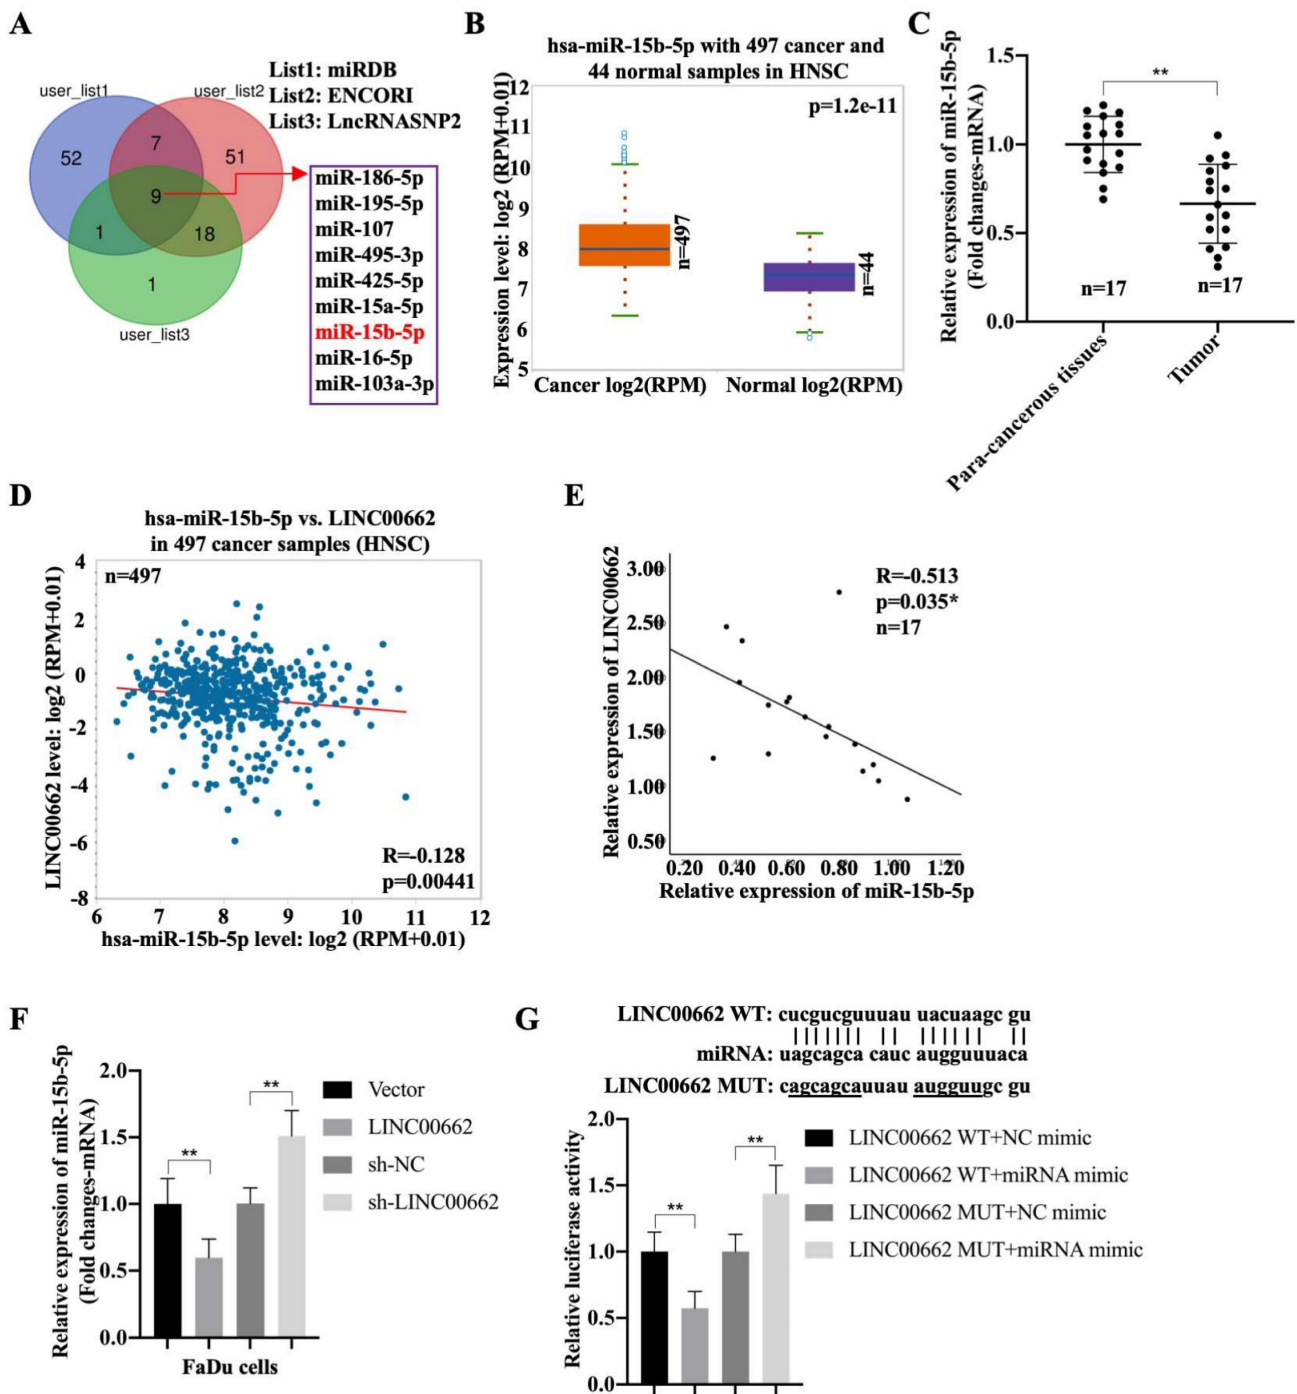 A
List1: miRDB
List2: ENCORI
List3: LncRNASNP2
user_list1
user_list2
52
7
51
9
1
18
1
user_list3
miR-186-5p
miR-195-5p
miR-107
miR-495-3p
miR-425-5p
miR-15a-5p
miR-15b-5p
miR-16-5p
miR-103a-3p
B
hsa-miR-15b-5p with 497 cancer and
44 normal samples in HNSC
Expression level: log2 (RPM+0.01)
12
11
10
9
8
7
6
5
p=1.2e-11
n=497
n=44
Cancer log2(RPM)
Normal log2(RPM)
C
Relative expression of miR-15b-5p
(Fold changes-mRNA)
1.5
1.0
0.5
0.0
**
n=17
n=17
Para-cancerous tissues
Tumor
D
hsa-miR-15b-5p vs. LINC00662
in 497 cancer samples (HNSC)
LINC00662 level: log2 (RPM+0.01)
n=497
4
2
0
-2
-4
-6
-8
R=-0.128
p=0.00441
6 7 8 9 10 11 12
hsa-miR-15b-5p level: log2 (RPM+0.01)
E
Relative expression of LINC00662
3.00
2.50
2.00
1.50
1.00
0.50
R=-0.513
p=0.035*
n=17
0.20 0.40 0.60 0.80 1.00 1.20
Relative expression of miR-15b-5p
F
Relative expression of miR-15b-5p
(Fold changes-mRNA)
2.0
1.5
1.0
0.5
0.0
**
**
Vector
LINC00662
sh-NC
sh-LINC00662
FaDu cells
G
LINC00662 WT: cucgucguuuau uacuaagc gu
miRNA: uagcagca cauc augguuuaca
LINC00662 MUT: cagcagcauuau augguugc gu
Relative luciferase activity
2.0
1.5
1.0
0.5
0.0
**
**
LINC00662 WT+NC mimic
LINC00662 WT+miRNA mimic
LINC00662 MUT+NC mimic
LINC00662 MUT+miRNA mimic